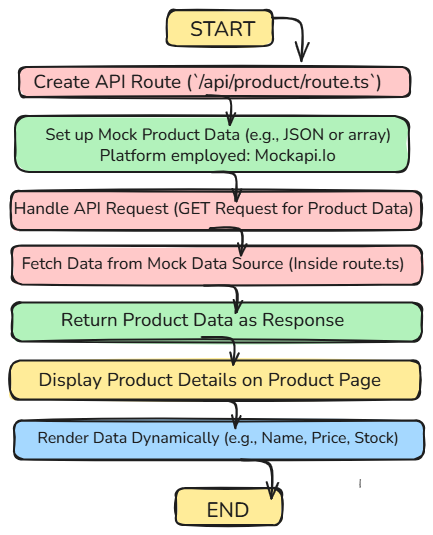 START
Create API Route (`/api/product/route.ts`)
Set up Mock Product Data (e.g., JSON or array)
Platform employed: Mockapi.Io
Handle API Request (GET Request for Product Data)
Fetch Data from Mock Data Source (Inside route.ts)
Return Product Data as Response
Display Product Details on Product Page
Render Data Dynamically (e.g., Name, Price, Stock)
END